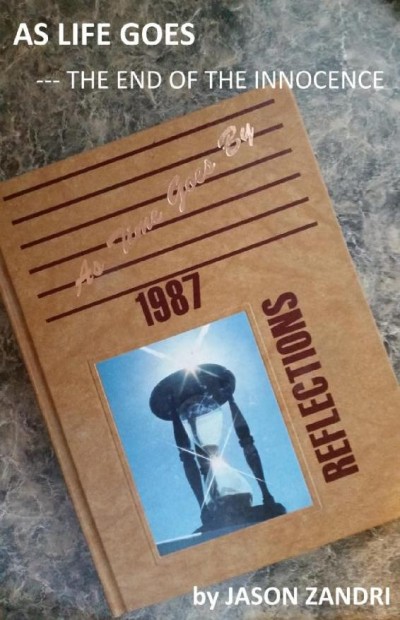 AS LIFE GOES
--- THE END OF THE INNOCENCE
As Time Goes By
1987
REFLECTIONS
by JASON ZANDRI